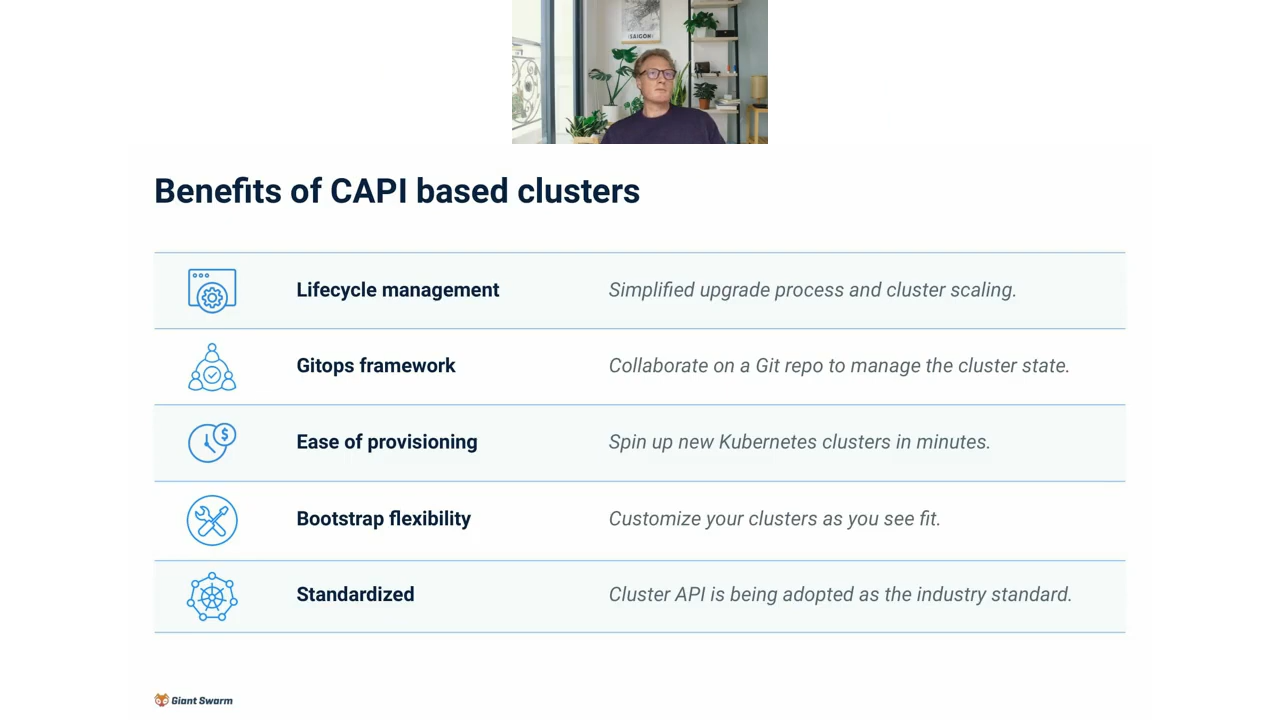 SAIGON
Benefits of CAPI based clusters
Lifecycle management
Simplified upgrade process and cluster scaling.
Gitops framework
Collaborate on a Git repo to manage the cluster state.
Ease of provisioning
Spin up new Kubernetes clusters in minutes.
Bootstrap flexibility
Customize your clusters as you see fit.
Standardized
Cluster API is being adopted as the industry standard.
Giant Swarm